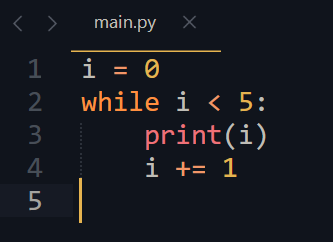 main.py
1 i = 0
2 while i < 5:
3     print(i)
4     i += 1
5